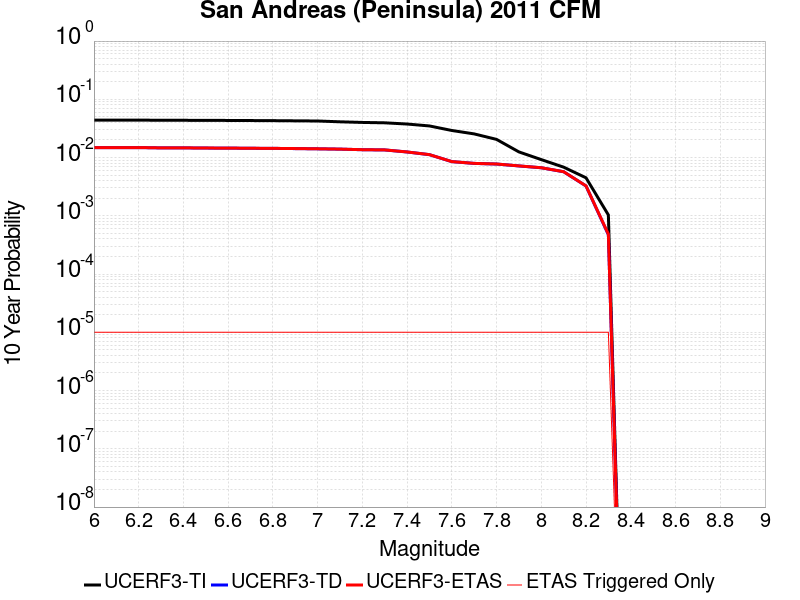 San Andreas (Peninsula) 2011 CFM
10 0
10 -1
10 -2
10 -3
10 -4
10 -5
10 -6
10 -7
10 -8
10 Year Probability
6 6.2 6.4 6.6 6.8 7 7.2 7.4 7.6 7.8 8 8.2 8.4 8.6 8.8 9
Magnitude
UCERF3-TI UCERF3-TD UCERF3-ETAS ETAS Triggered Only